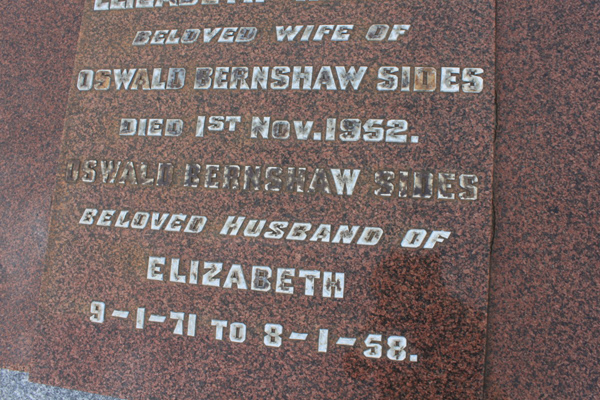 ELIZABETH
BELOVED WIFE OF
OSWALD BERNSHAW SIDES
DIED 1ST NOV. 1952.
OSWALD BERNSHAW SIDES
BELOVED HUSBAND OF
ELIZABETH
9-1-71 TO 8-1-58.